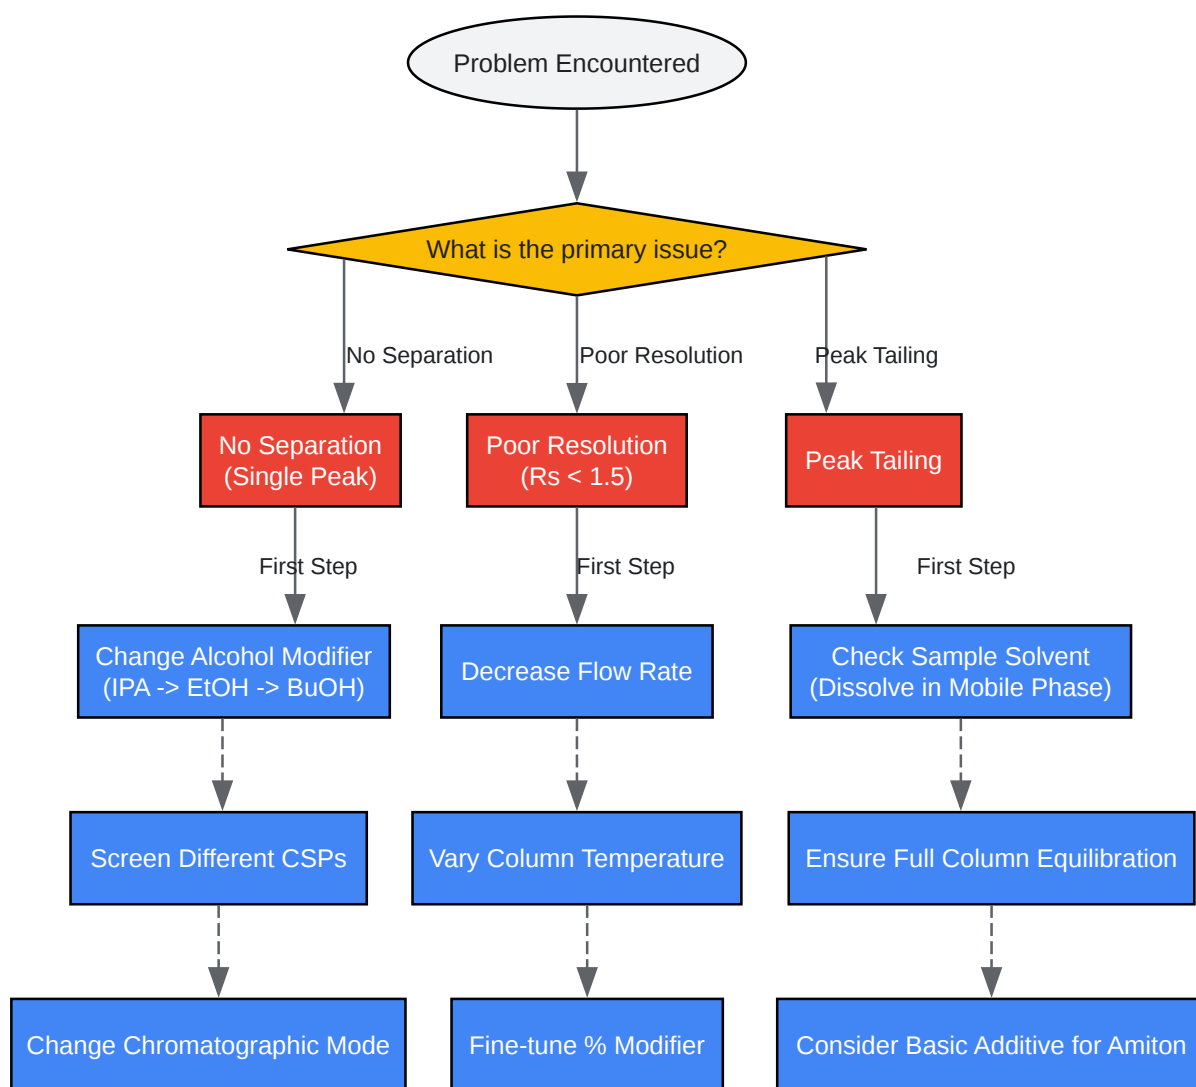 Problem Encountered
What is the primary issue?
No Separation
Poor Resolution
Peak Tailing
No Separation
(Single Peak)
Poor Resolution
(Rs < 1.5)
Peak Tailing
First Step
First Step
First Step
Change Alcohol Modifier
(IPA -> EtOH -> BuOH)
Decrease Flow Rate
Check Sample Solvent
(Dissolve in Mobile Phase)
Screen Different CSPs
Vary Column Temperature
Ensure Full Column Equilibration
Change Chromatographic Mode
Fine-tune % Modifier
Consider Basic Additive for Amiton